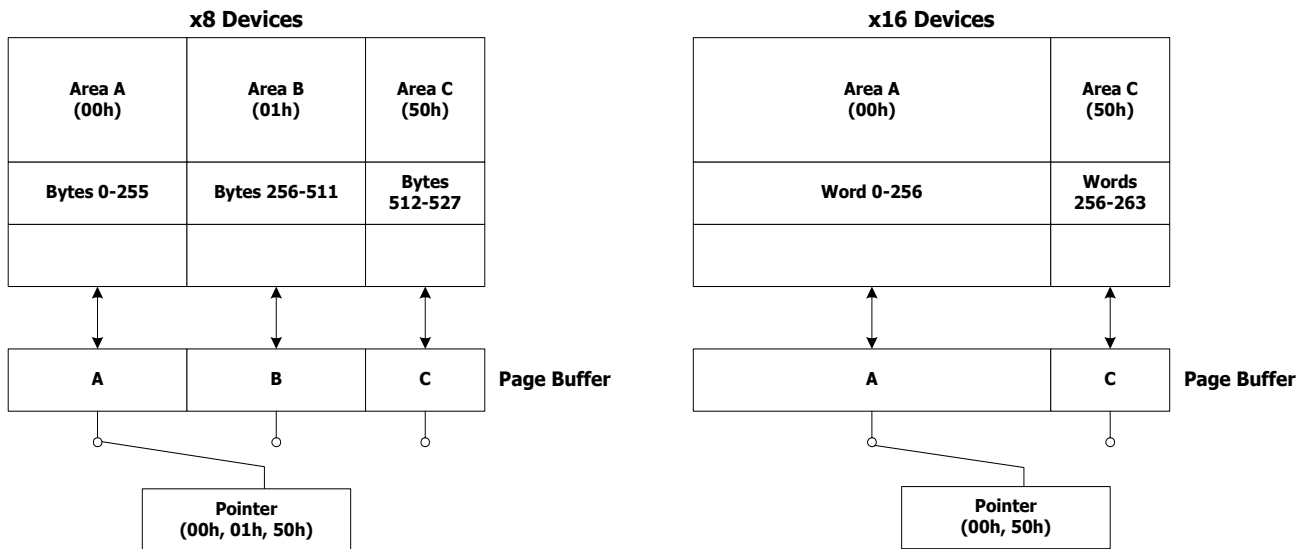 x8 Devices
Area A
(00h)
Area B
(01h)
Area C
(50h)
Bytes 0-255
Bytes 256-511
Bytes
512-527
A
B
C
Page Buffer
Pointer
(00h, 01h, 50h)
x16 Devices
Area A
(00h)
Area C
(50h)
Word 0-256
Words
256-263
A
C
Page Buffer
Pointer
(00h, 50h)